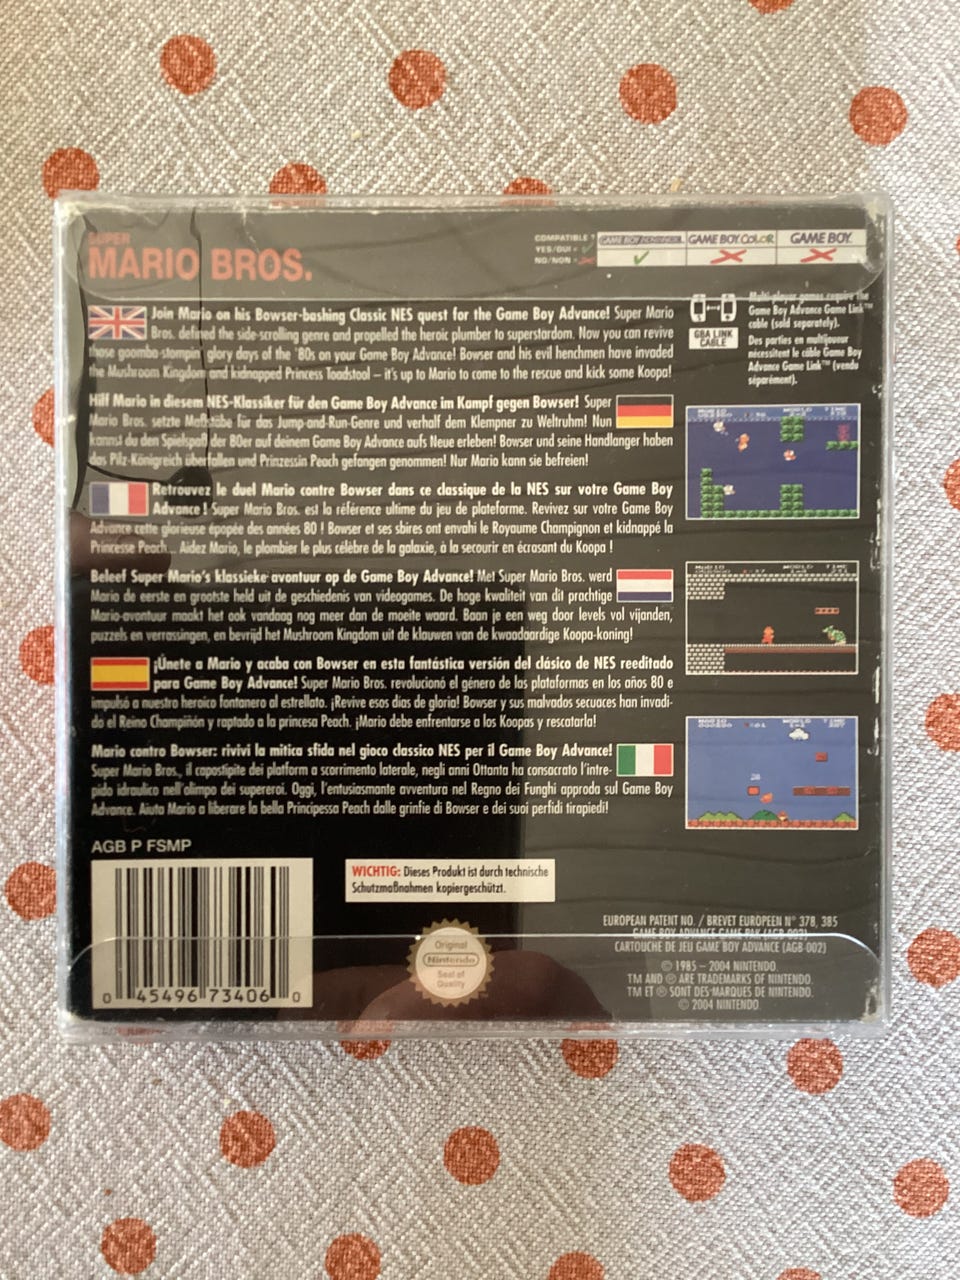 SUPER
MARIO BROS.
COMPATIBLE ?
YES/OUI =
NO/NON =
GAME BOY ADVANCE
GAME BOY COLOR
GAME BOY
Join Mario on his Bowser-bashing Classic NES quest for the Game Boy Advance! Super Mario
Bros. defined the side-scrolling genre and propelled the heroic plumber to superstardom. Now you can revive
those goomba-stompin' glory days of the '80s on your Game Boy Advance! Bowser and his evil henchmen have invaded
the Mushroom Kingdom and kidnapped Princess Toadstool – it's up to Mario to come to the rescue and kick some Koopa!
GBA LINK
CABLE
Multi-player games require the
Game Boy Advance Game Link™
cable (sold separately).
Des parties en multijoueur
nécessitent le câble Game Boy
Advance Game Link™ (vendu
séparément).
Hilf Mario in diesem NES-Klassiker für den Game Boy Advance im Kampf gegen Bowser! Super
Mario Bros. setzte Maßstäbe für das Jump-and-Run-Genre und verhalf dem Klempner zu Weltruhm! Nun
kannst du den Spielspaß der 80er auf deinem Game Boy Advance aufs Neue erleben! Bowser und seine Handlanger haben
das Pilz-Königreich überfallen und Prinzessin Peach gefangen genommen! Nur Mario kann sie befreien!
Retrouvez le duel Mario contre Bowser dans ce classique de la NES sur votre Game Boy
Advance ! Super Mario Bros. est la référence ultime du jeu de plateforme. Revivez sur votre Game Boy
Advance cette glorieuse épopée des années 80 ! Bowser et ses sbires ont envahi le Royaume Champignon et kidnappé la
Princesse Peach... Aidez Mario, le plombier le plus célèbre de la galaxie, à la secourir en écrasant du Koopa !
Beleef Super Mario's klassieke avontuur op de Game Boy Advance! Met Super Mario Bros. werd
Mario de eerste en grootste held uit de geschiedenis van videogames. De hoge kwaliteit van dit prachtige
Mario-avontuur maakt het ook vandaag nog meer dan de moeite waard. Baan je een weg door levels vol vijanden,
puzzels en verrassingen, en bevrijd het Mushroom Kingdom uit de klauwen van de kwaadaardige Koopa-koning!
¡Únete a Mario y acaba con Bowser en esta fantástica versión del clásico de NES reeditado
para Game Boy Advance! Super Mario Bros. revolucionó el género de las plataformas en los años 80 e
impulsó a nuestro heroico fontanero al estrellato. ¡Revive esos días de gloria! Bowser y sus malvados secuaces han invadi-
do el Reino Champiñón y raptado a la princesa Peach. ¡Mario debe enfrentarse a los Koopas y rescatarla!
Mario contro Bowser: rivivi la mitica sfida nel gioco classico NES per il Game Boy Advance!
Super Mario Bros., il capostipite dei platform a scorrimento laterale, negli anni Ottanta ha consacrato l'intre-
pido idraulico nell'olimpo dei supereroi. Oggi, l'entusiasmante avventura nel Regno dei Funghi approda sul Game Boy
Advance. Aiuta Mario a liberare la bella Principessa Peach dalle grinfie di Bowser e dei suoi perfidi tirapiedi!
MARIO WORLD TIME
MARIO WORLD TIME
MARIO WORLD TIME
AGB P FSMP
0 45496 73406 0
WICHTIG: Dieses Produkt ist durch technische
Schutzmaßnahmen kopiergeschützt.
Original
Nintendo
Seal of
Quality
EUROPEAN PATENT NO. / BREVET EUROPEEN N° 378, 385
GAME BOY ADVANCE GAME PAK (AGB-002)
CARTOUCHE DE JEU GAME BOY ADVANCE (AGB-002)
© 1985 – 2004 NINTENDO.
TM AND ® ARE TRADEMARKS OF NINTENDO.
TM ET ® SONT DES MARQUES DE NINTENDO.
© 2004 NINTENDO.